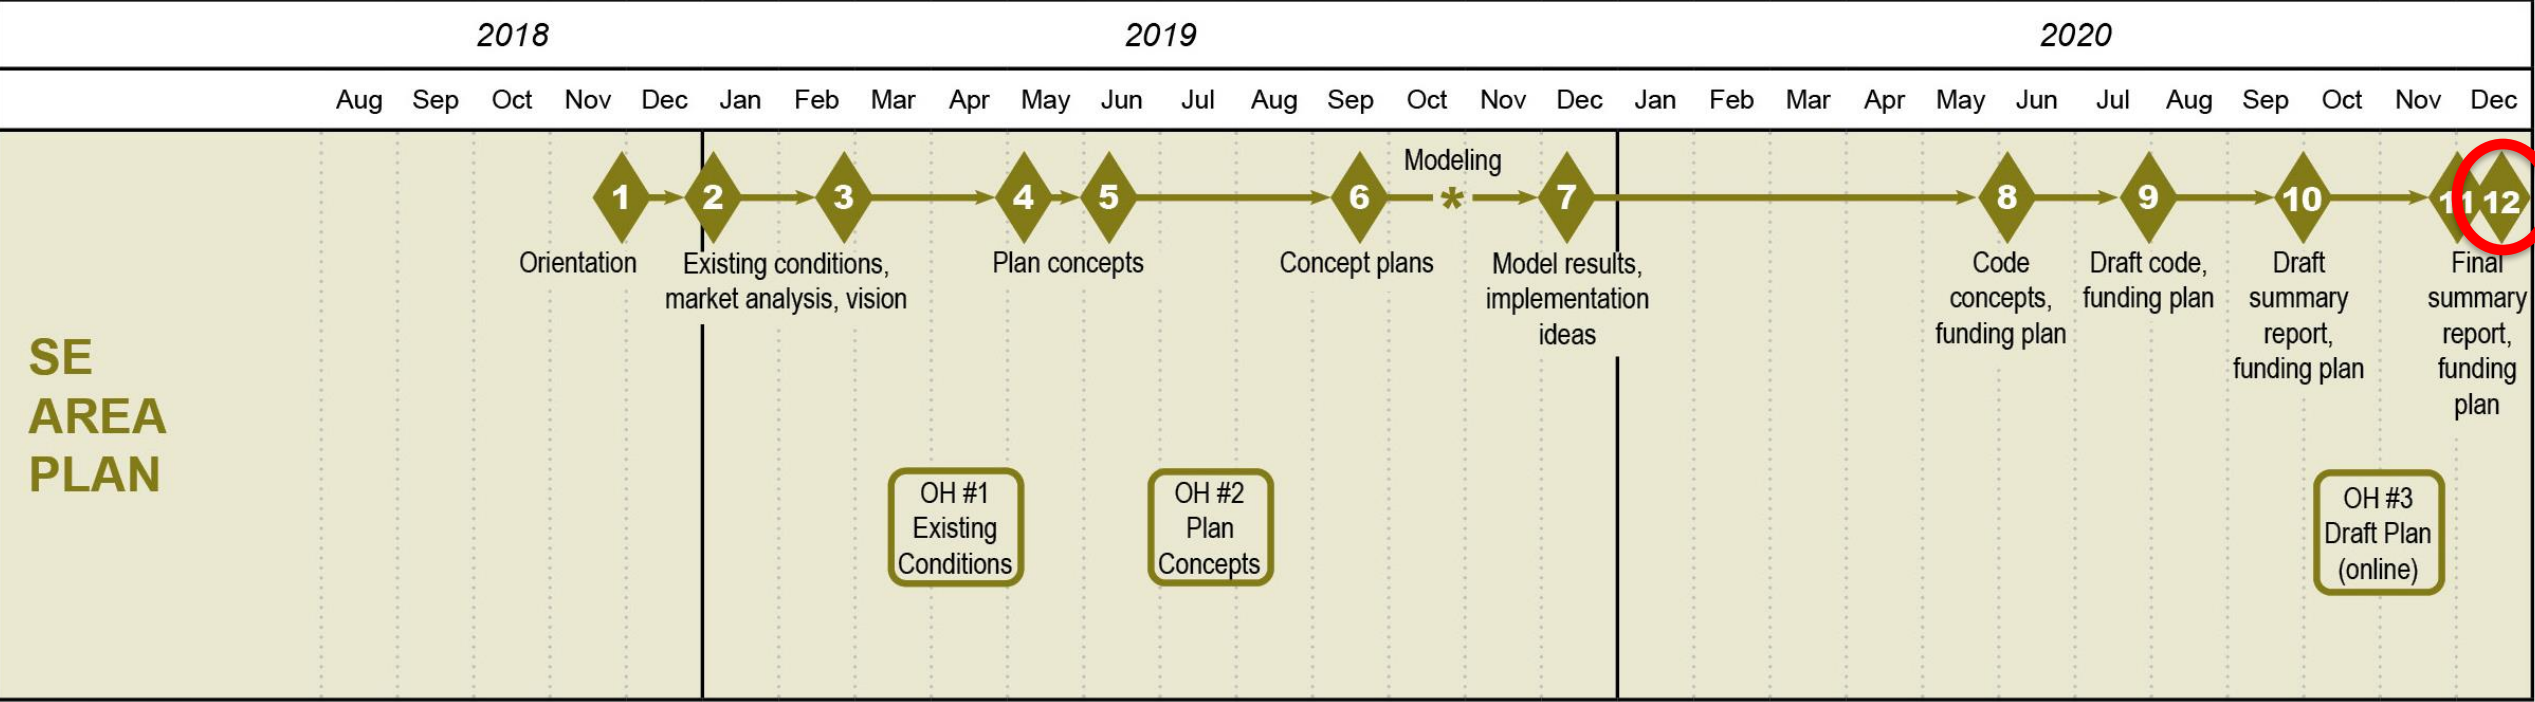 2018 2019 2020
Aug Sep Oct Nov Dec Jan Feb Mar Apr May Jun Jul Aug Sep Oct Nov Dec Jan Feb Mar Apr May Jun Jul Aug Sep Oct Nov Dec
SE
AREA
PLAN
Modeling
1 2 3 4 5 6 * 7 8 9 10 11 12
Orientation
Existing conditions,
market analysis, vision
Plan concepts
Concept plans
Model results,
implementation
ideas
Code
concepts,
funding plan
Draft code,
funding plan
Draft
summary
report,
funding plan
Final
summary
report,
funding
plan
OH #1
Existing
Conditions
OH #2
Plan
Concepts
OH #3
Draft Plan
(online)